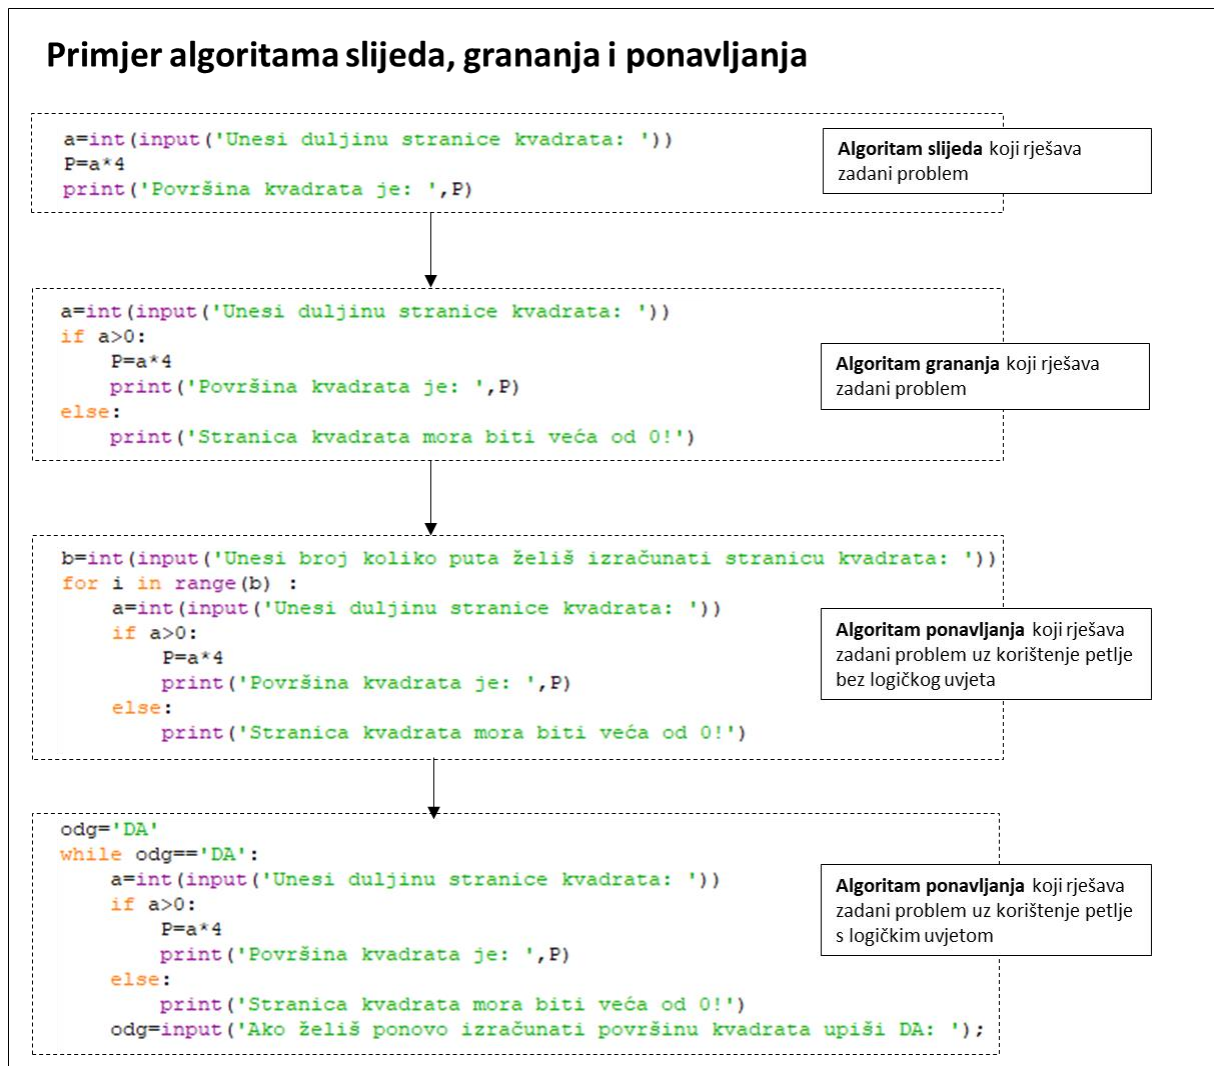 Primjer algoritama slijeda, grananja i ponavljanja
a=int(input('Unesi duljinu stranice kvadrata: '))
P=a*4
print('Površina kvadrata je: ',P)
Algoritam slijeda koji rješava
zadani problem
a=int(input('Unesi duljinu stranice kvadrata: '))
if a>0:
    P=a*4
    print('Površina kvadrata je: ',P)
else:
    print('Stranica kvadrata mora biti veća od 0!')
Algoritam grananja koji rješava
zadani problem
b=int(input('Unesi broj koliko puta želiš izračunati stranicu kvadrata: '))
for i in range(b) :
    a=int(input('Unesi duljinu stranice kvadrata: '))
    if a>0:
        P=a*4
        print('Površina kvadrata je: ',P)
    else:
        print('Stranica kvadrata mora biti veća od 0!')
Algoritam ponavljanja koji rješava
zadani problem uz korištenje petlje
bez logičkog uvjeta
odg='DA'
while odg=='DA':
    a=int(input('Unesi duljinu stranice kvadrata: '))
    if a>0:
        P=a*4
        print('Površina kvadrata je: ',P)
    else:
        print('Stranica kvadrata mora biti veća od 0!')
    odg=input('Ako želiš ponovo izračunati površinu kvadrata upiši DA: ');
Algoritam ponavljanja koji rješava
zadani problem uz korištenje petlje
s logičkim uvjetom